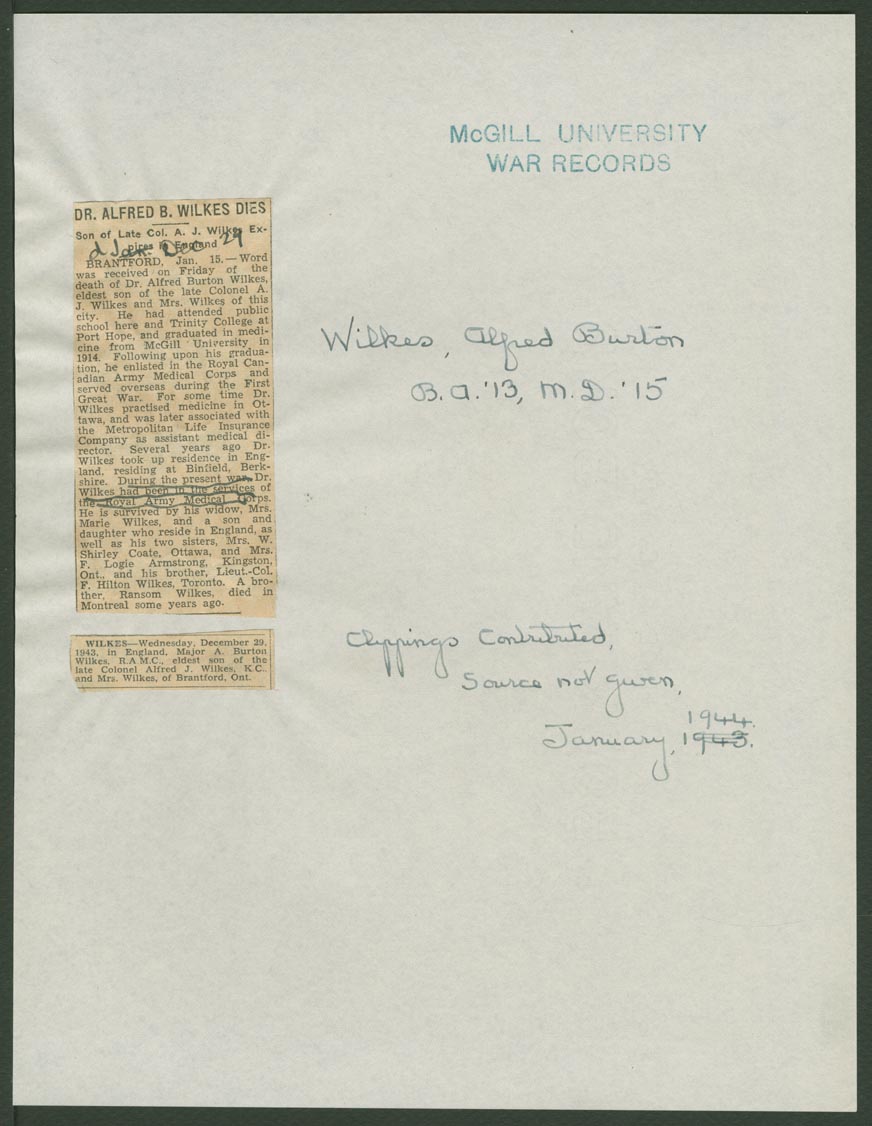 McGILL UNIVERSITY
WAR RECORDS
DR. ALFRED B. WILKES DIES
Son of Late Col. A. J. Wilkes Ex-
pires in England
d Jan. Dec 29
BRANTFORD, Jan. 15.—Word
was received on Friday of the
death of Dr. Alfred Burton Wilkes,
eldest son of the late Colonel A.
J. Wilkes and Mrs. Wilkes of this
city. He had attended public
school here and Trinity College at
Port Hope, and graduated in medi-
cine from McGill University in
1914. Following upon his gradua-
tion, he enlisted in the Royal Can-
adian Army Medical Corps and
served overseas during the First
Great War. For some time Dr.
Wilkes practised medicine in Ot-
tawa, and was later associated with
the Metropolitan Life Insurance
Company as assistant medical di-
rector. Several years ago Dr.
Wilkes took up residence in Eng-
land, residing at Binfield, Berk-
shire. During the present war Dr.
Wilkes had been in the services of
the Royal Army Medical Corps.
He is survived by his widow, Mrs.
Marie Wilkes, and a son and
daughter who reside in England, as
well as his two sisters, Mrs. W.
Shirley Coate, Ottawa, and Mrs.
F. Logie Armstrong, Kingston,
Ont., and his brother, Lieut.-Col.
F. Hilton Wilkes, Toronto. A bro-
ther, Ransom Wilkes, died in
Montreal some years ago.
WILKES—Wednesday, December 29,
1943, in England, Major A. Burton
Wilkes, R.A.M.C., eldest son of the
late Colonel Alfred J. Wilkes, K.C.
and Mrs. Wilkes, of Brantford, Ont.
Wilkes, Alfred Burton
B.A.'13, M.D.'15
Clippings Contributed,
Source not given,
1944.
January, 1943.